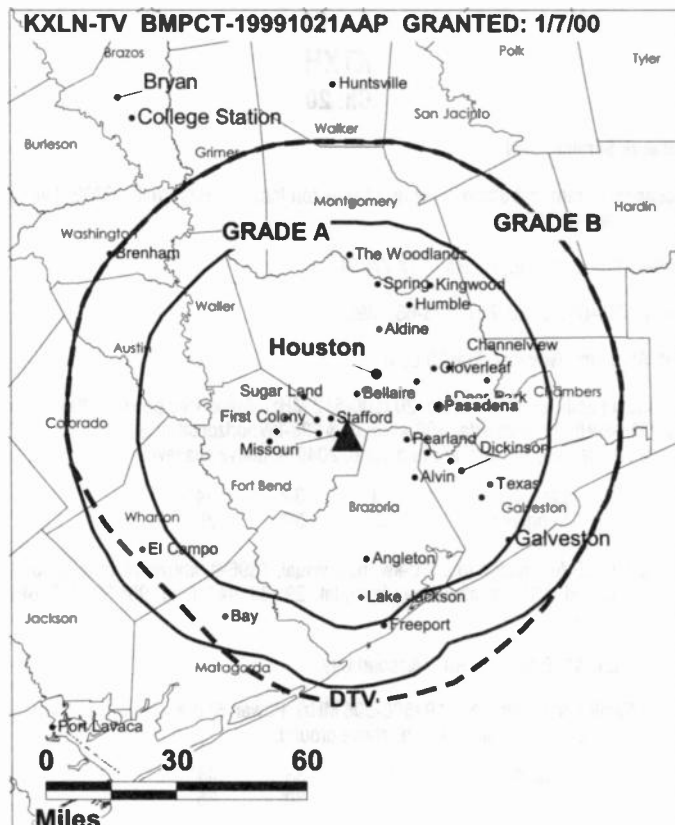 KXLN-TV BMPCT-19991021AAP GRANTED: 1/7/00
Brazos
Polk
Tyler
Bryan
Huntsville
College Station
San Jacinto
Walker
Burleson
Grimes
Hardin
Montgomery
GRADE A
GRADE B
Washington
Brenham
The Woodlands
Spring
Kingwood
Waller
Humble
Aldine
Austin
Channelview
Houston
Cloverleaf
Sugar Land
Bellaire
Deer Park
Chambers
Pasadena
Colorado
First Colony
Stafford
Missouri
Pearland
Dickinson
Fort Bend
Alvin
Texas
Brazoria
Galveston
Wharton
Galveston
El Campo
Angleton
Lake Jackson
Bay
Freeport
Jackson
Matagorda
DTV
Port Lavaca
0 30 60
Miles